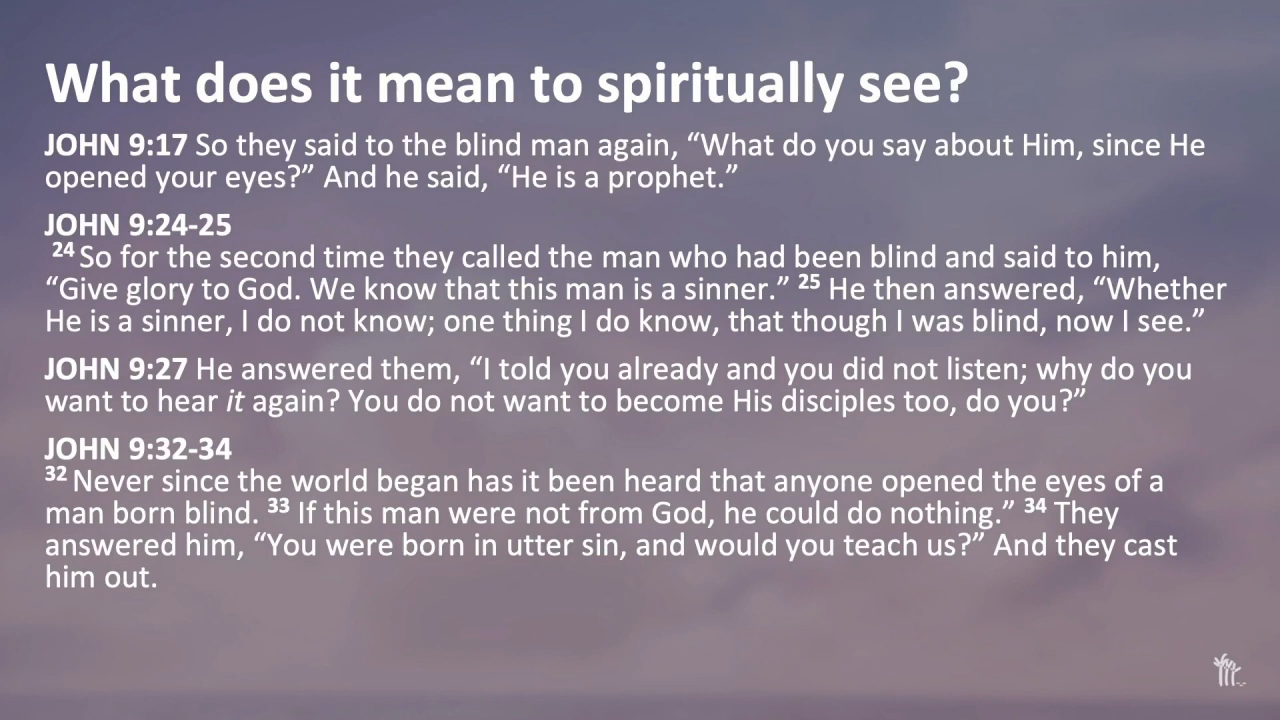 What does it mean to spiritually see?
JOHN 9:17 So they said to the blind man again, “What do you say about Him, since He
opened your eyes?” And he said, “He is a prophet.”
JOHN 9:24-25
24 So for the second time they called the man who had been blind and said to him,
“Give glory to God. We know that this man is a sinner.” 25 He then answered, “Whether
He is a sinner, I do not know; one thing I do know, that though I was blind, now I see.”
JOHN 9:27 He answered them, “I told you already and you did not listen; why do you
want to hear it again? You do not want to become His disciples too, do you?”
JOHN 9:32-34
32 Never since the world began has it been heard that anyone opened the eyes of a
man born blind. 33 If this man were not from God, he could do nothing.” 34 They
answered him, “You were born in utter sin, and would you teach us?” And they cast
him out.